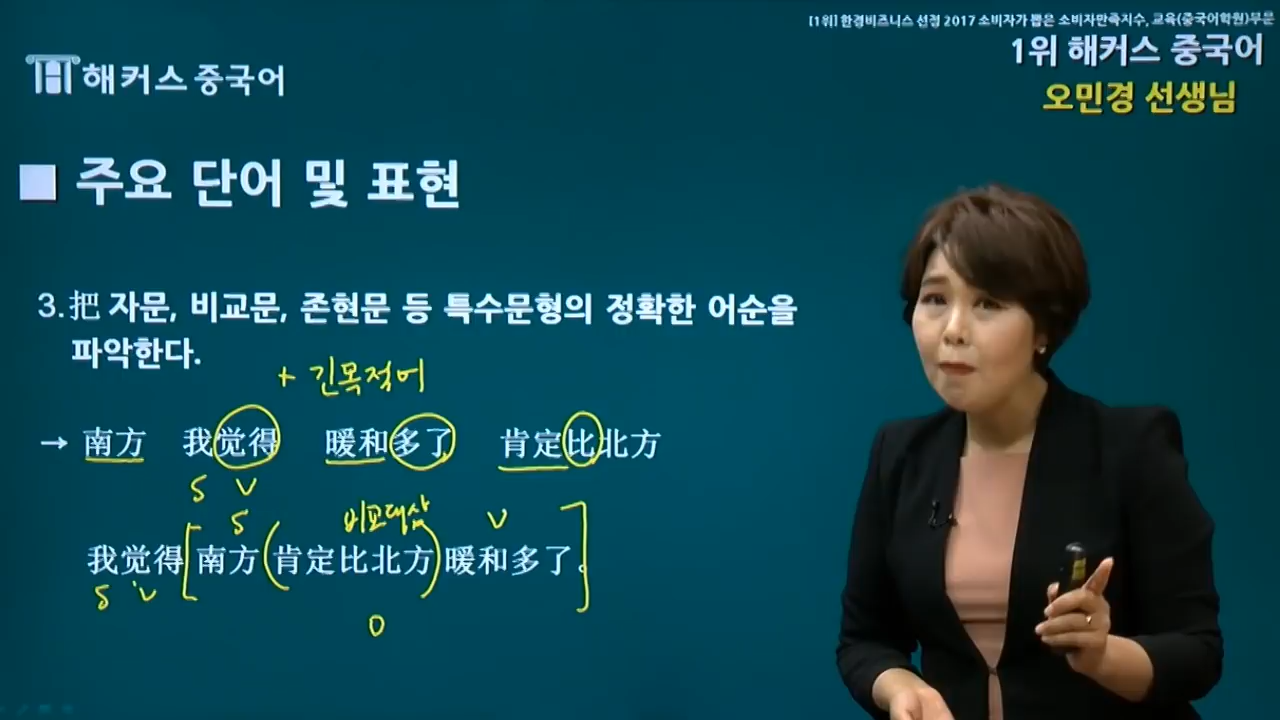 [1위] 한경비즈니스 선정 2017 소비자가 뽑은 소비자만족지수, 교육(중국어학원)부문
1위 해커스 중국어
오민경 선생님
해커스 중국어
■ 주요 단어 및 표현
3. 把 자문, 비교문, 존현문 등 특수문형의 정확한 어순을
파악한다.
+ 긴목적어
→ 南方 我觉得 暖和多了 肯定比北方
S V
S 비교대상 V
我觉得[南方(肯定比北方)暖和多了.]
S V
O